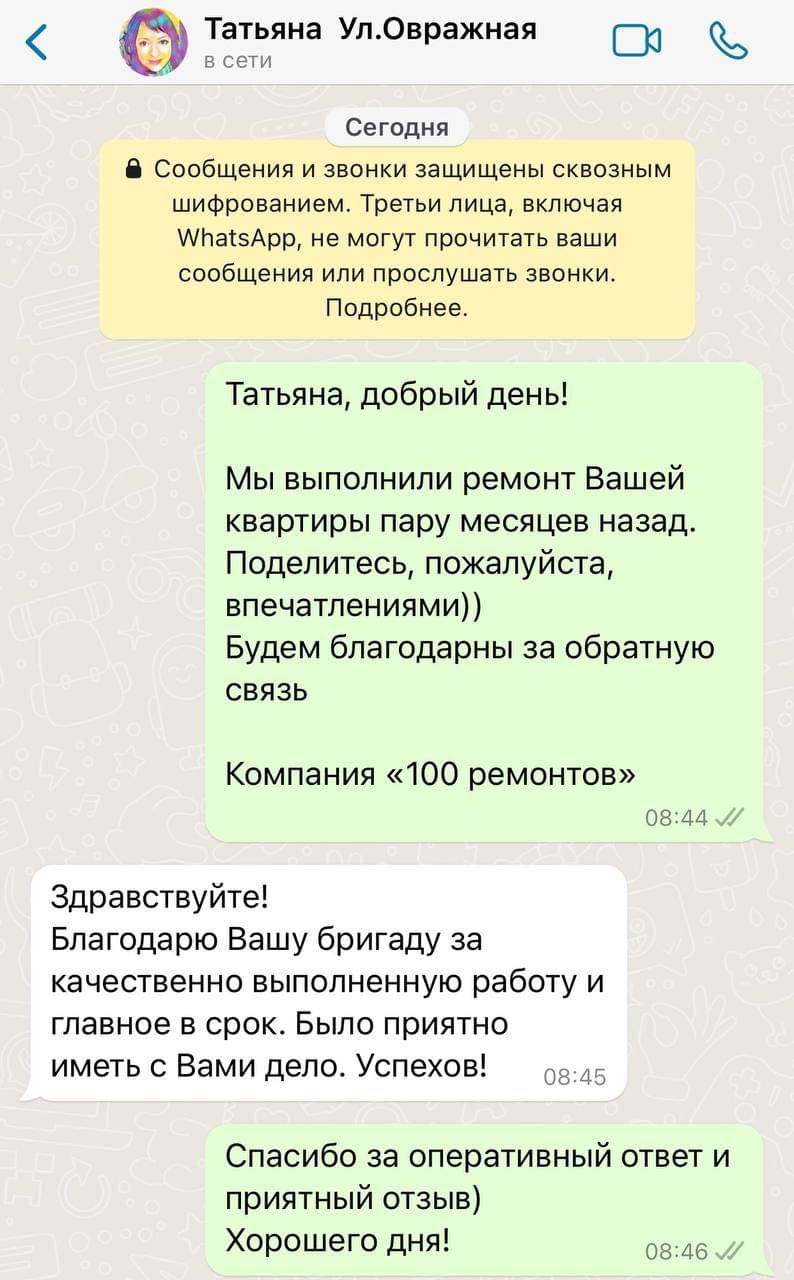 Татьяна Ул.Овражная
в сети
Сегодня
Сообщения и звонки защищены сквозным
шифрованием. Третьи лица, включая
WhatsApp, не могут прочитать ваши
сообщения или прослушать звонки.
Подробнее.
Татьяна, добрый день!
Мы выполнили ремонт Вашей
квартиры пару месяцев назад.
Поделитесь, пожалуйста,
впечатлениями))
Будем благодарны за обратную
связь
Компания «100 ремонтов»
08:44
Здравствуйте!
Благодарю Вашу бригаду за
качественно выполненную работу и
главное в срок. Было приятно
иметь с Вами дело. Успехов!
08:45
Спасибо за оперативный ответ и
приятный отзыв)
Хорошего дня!
08:46